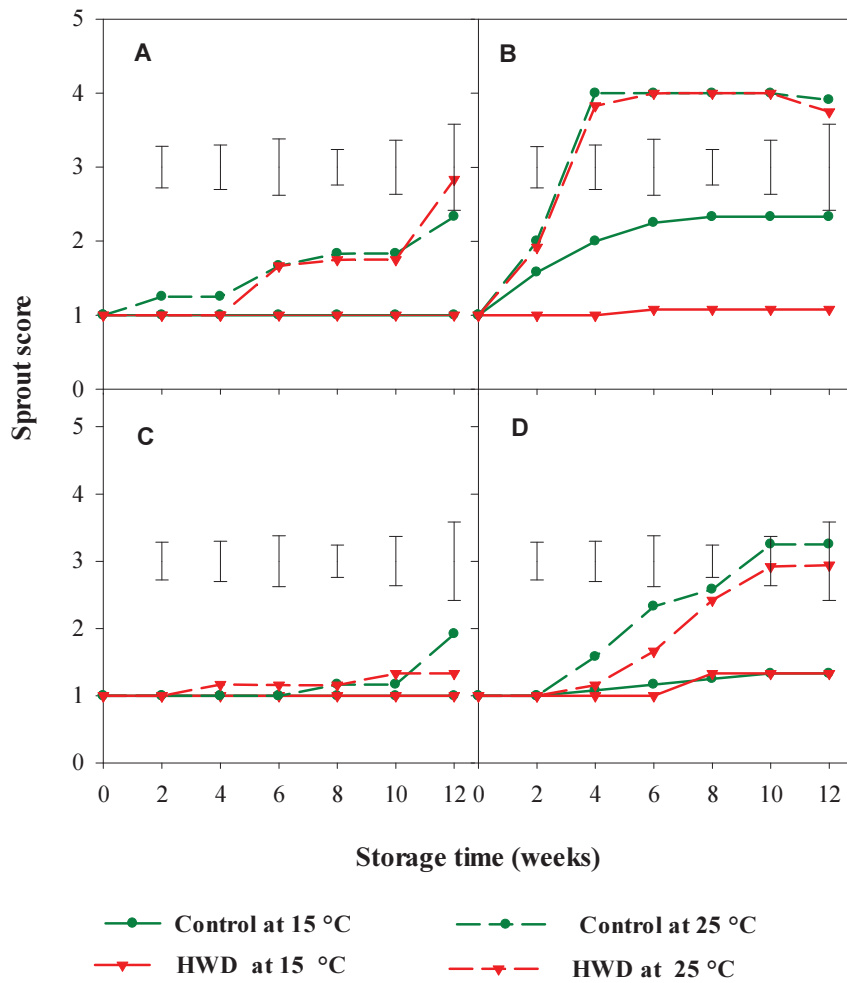 5
A
B
4
3
2
1
0
Sprout score
5
C
D
4
3
2
1
0
0 2 4 6 8 10 12 0 2 4 6 8 10 12
Storage time (weeks)
Control at 15 °C Control at 25 °C
HWD at 15 °C HWD at 25 °C